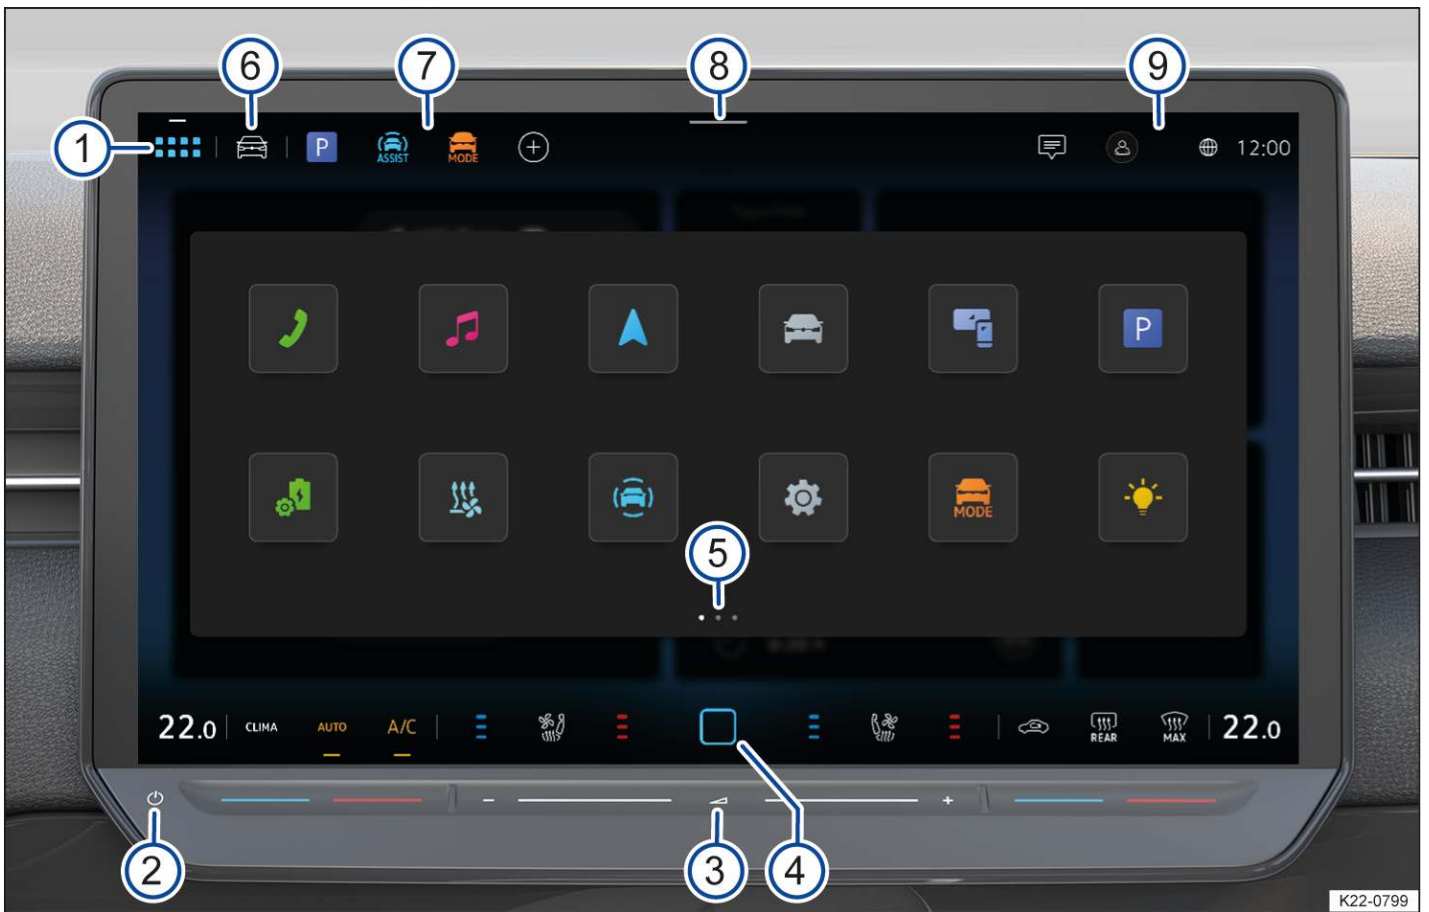 6 7 8 9
1 P ASSIST MODE 12:00
P
MODE
5
22.0 CLIMA AUTO A/C REAR MAX 22.0
- +
2 3 4
K22-0799